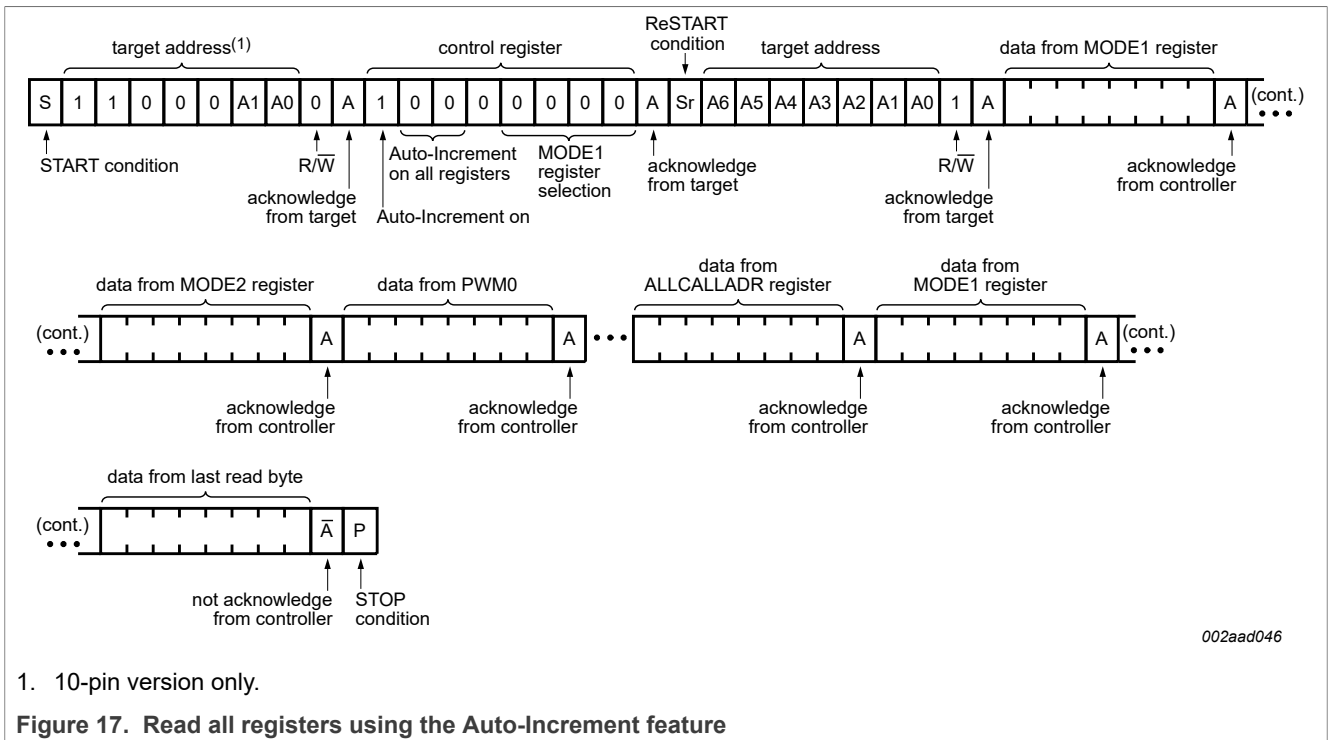 ReSTART
condition
target address(1)
control register
target address
data from MODE1 register
S 1 1 0 0 0 A1 A0 0 A 1 0 0 0 0 0 0 0 A Sr A6 A5 A4 A3 A2 A1 A0 1 A A (cont.)
START condition
R/W̅
acknowledge
from target
Auto-Increment on
Auto-Increment
on all registers
MODE1
register
selection
acknowledge
from target
R/W̅
acknowledge
from target
acknowledge
from controller
data from MODE2 register
data from PWM0
data from
ALLCALLADR register
data from
MODE1 register
(cont.) A A A A (cont.)
acknowledge
from controller
acknowledge
from controller
acknowledge
from controller
acknowledge
from controller
data from last read byte
(cont.) A̅ P
not acknowledge
from controller
STOP
condition
002aad046
1. 10-pin version only.
Figure 17. Read all registers using the Auto-Increment feature